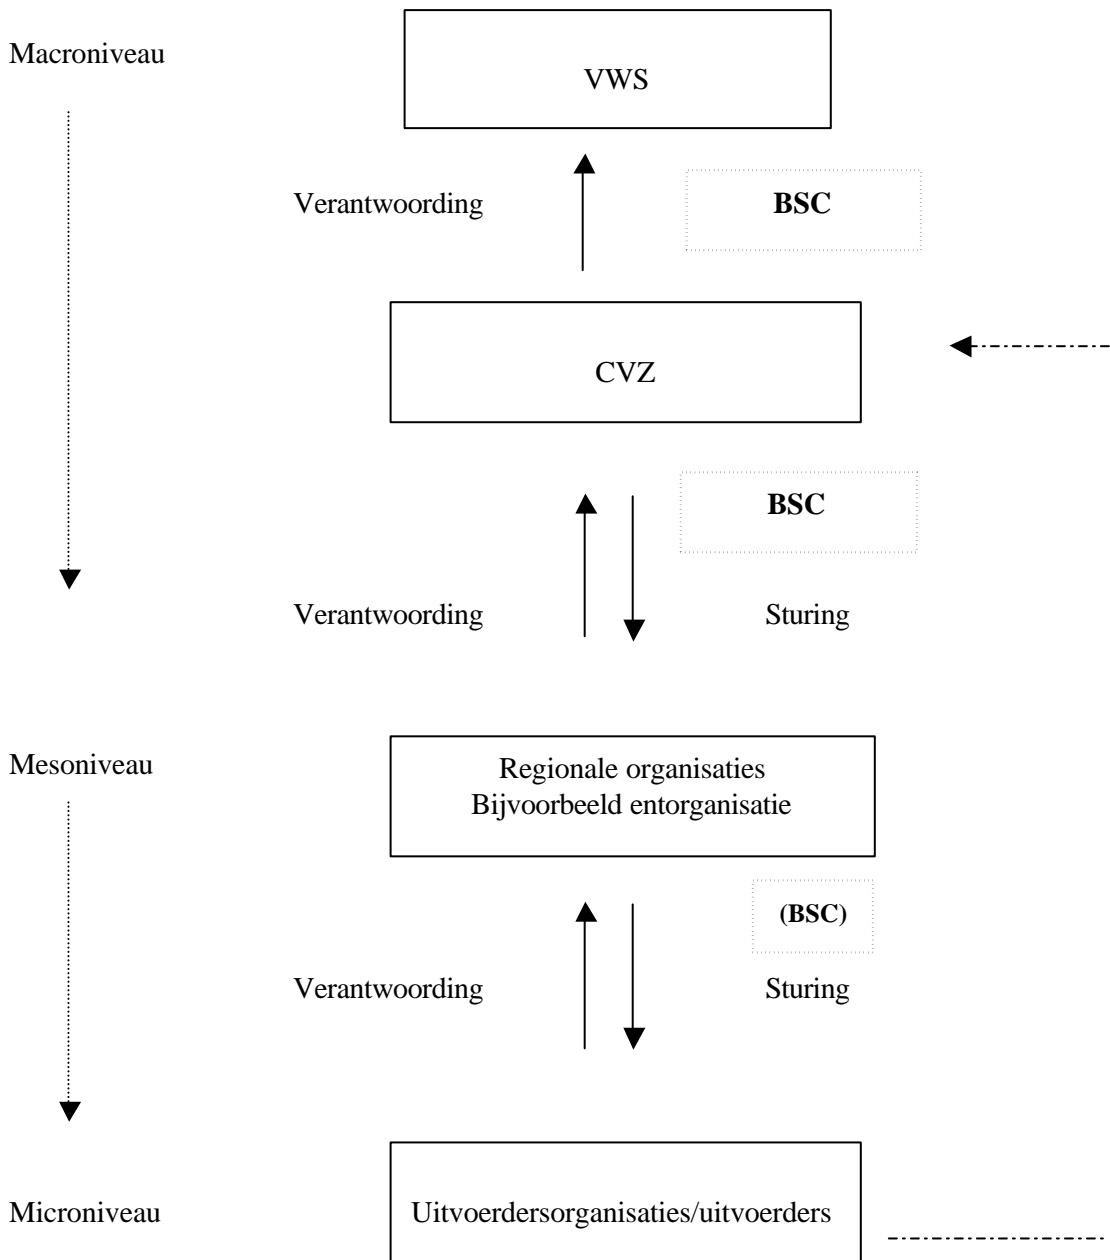 Macroniveau
VWS
Verantwoording
BSC
CVZ
BSC
Verantwoording
Sturing
Mesoniveau
Regionale organisaties
Bijvoorbeeld entorganisatie
(BSC)
Verantwoording
Sturing
Microniveau
Uitvoerdersorganisaties/uitvoerders